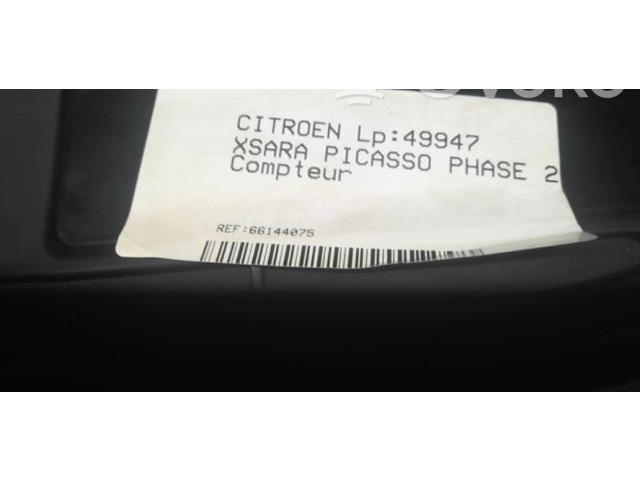 CITROEN Lp:49947
XSARA PICASSO PHASE 2
Compteur
REF:66144075